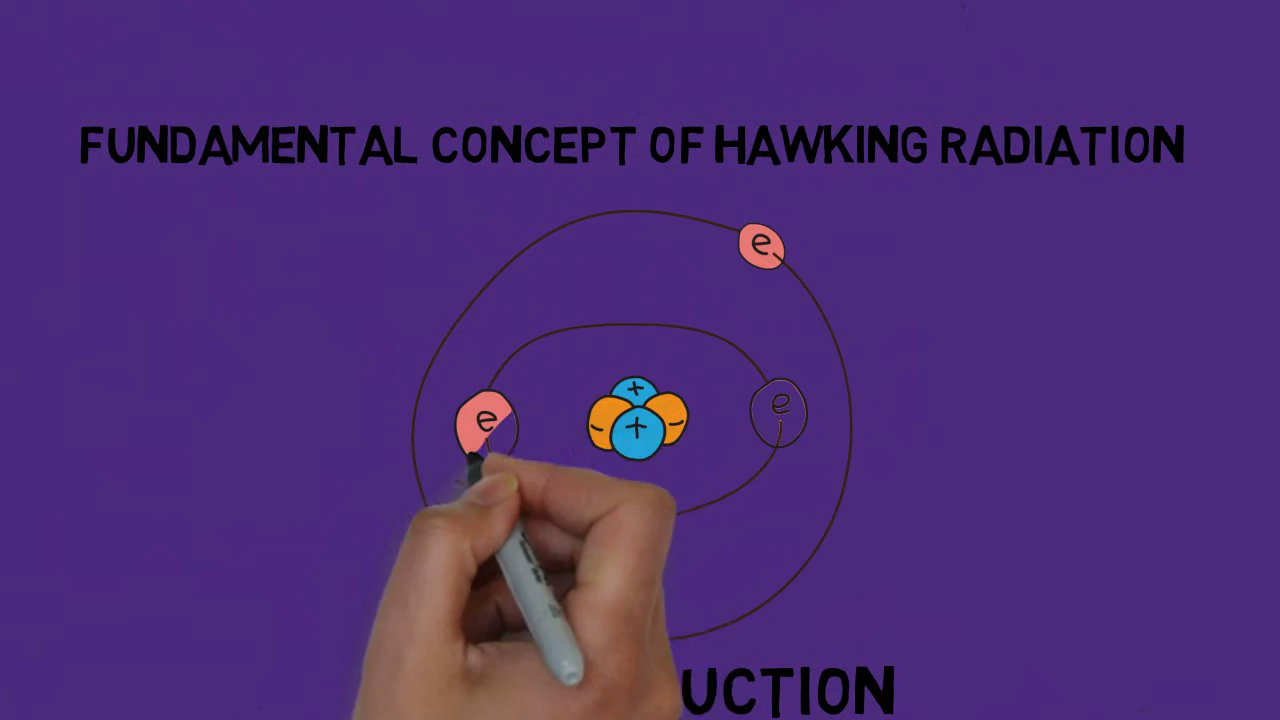 FUNDAMENTAL CONCEPT OF HAWKING RADIATION
e
e
e
+
-
+
-
UCTION